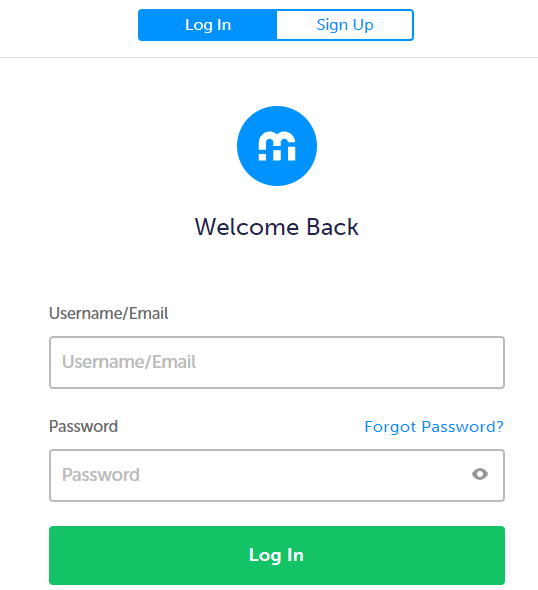 Log In Sign Up
Welcome Back
Username/Email
Username/Email
Password Forgot Password?
Password
Log In